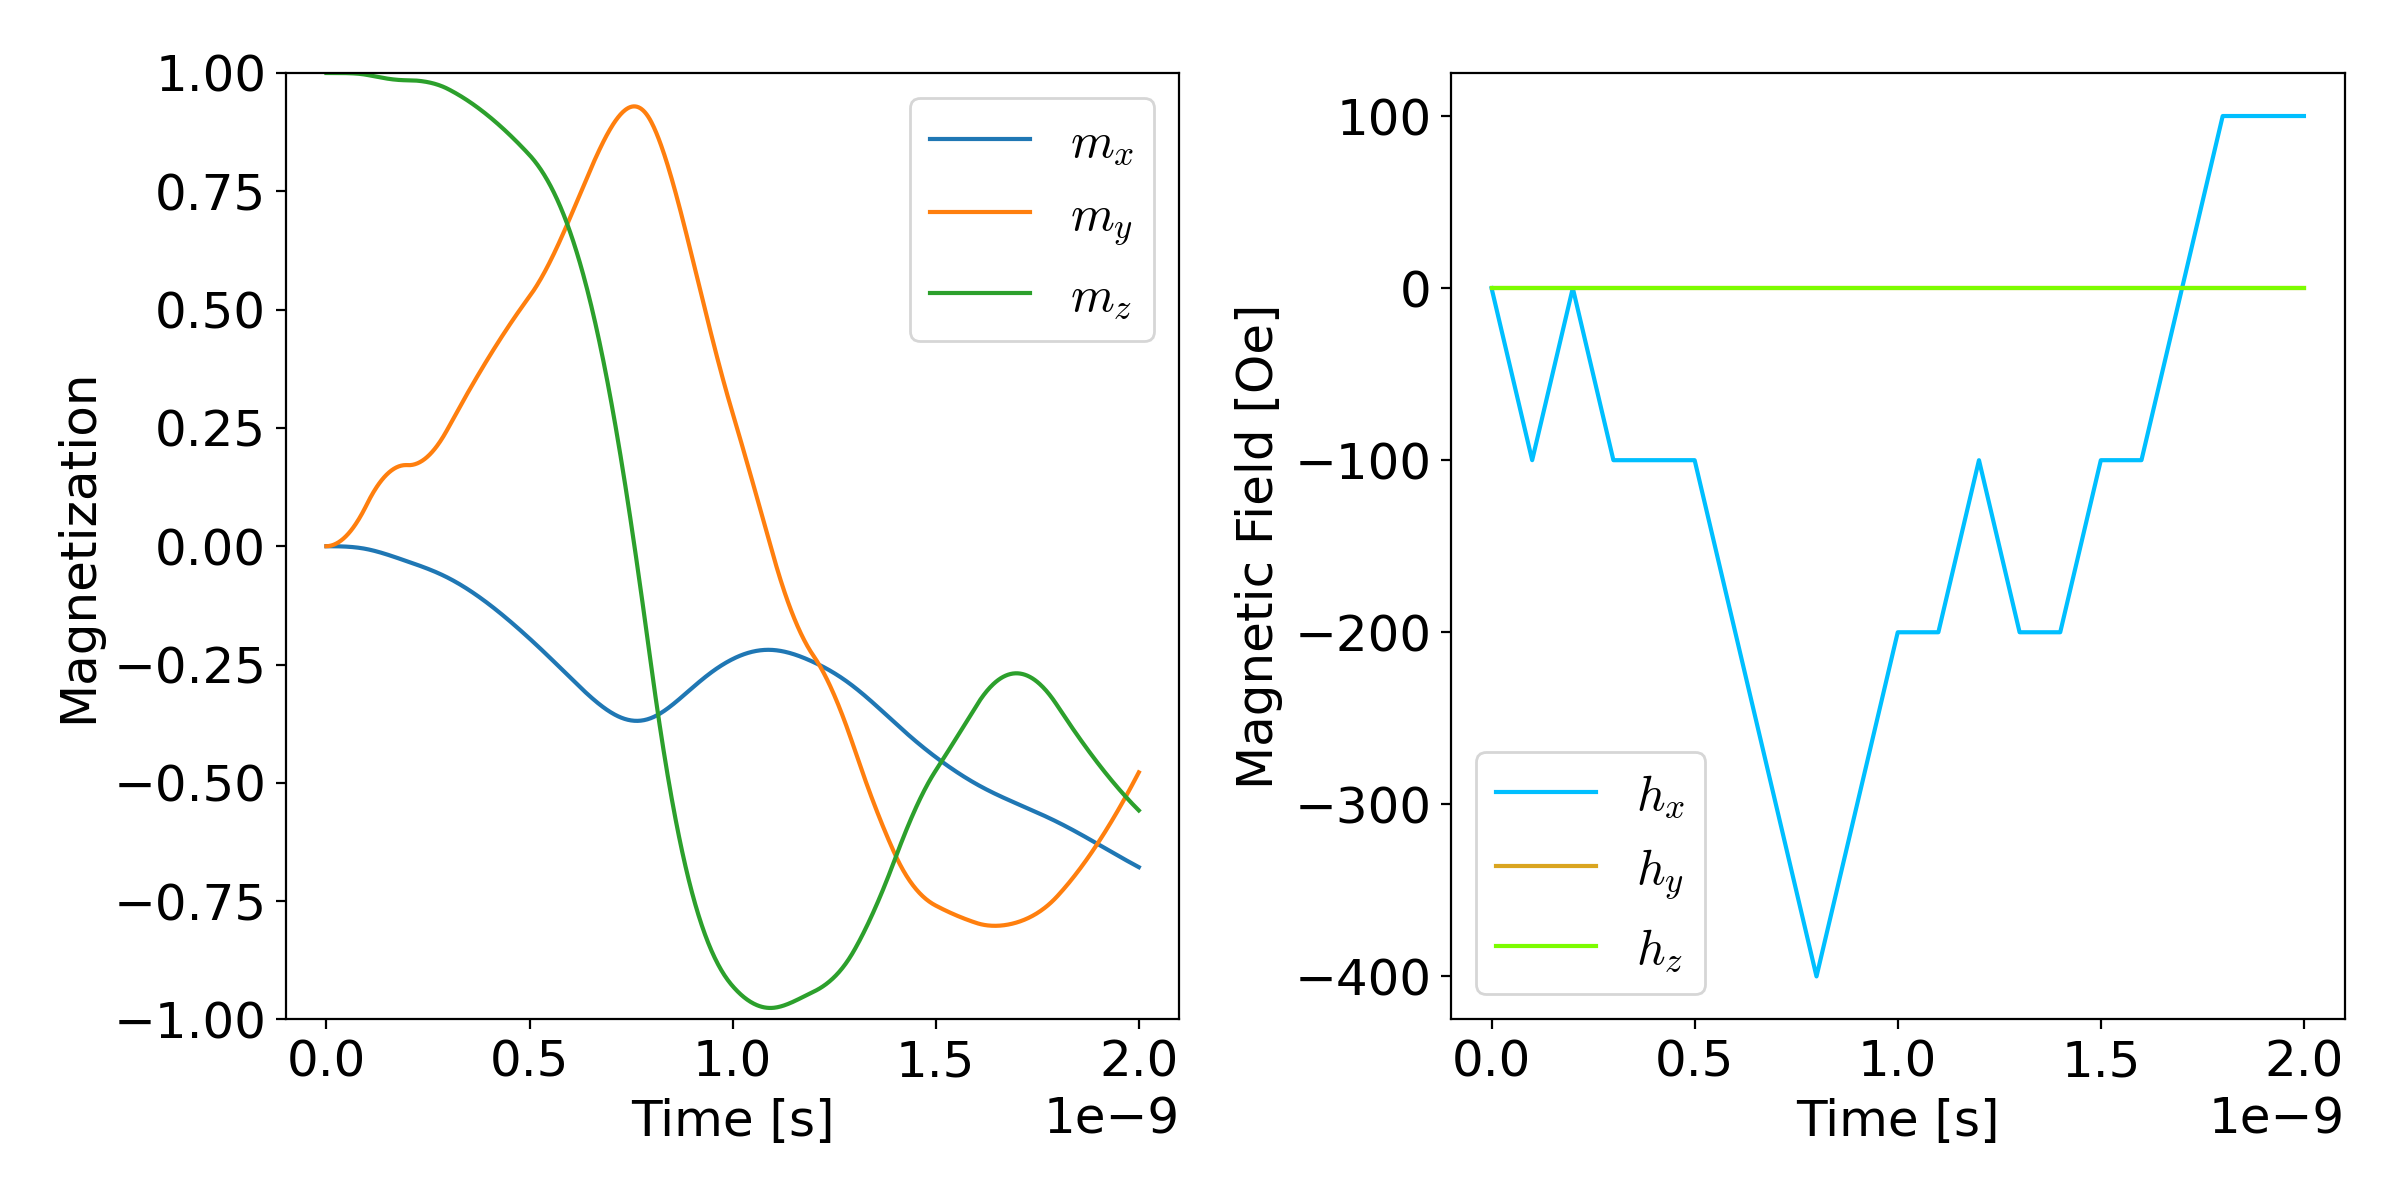 Magnetization
1.00
0.75
0.50
0.25
0.00
−0.25
−0.50
−0.75
−1.00
0.0 0.5 1.0 1.5 2.0
Time [s]
1e−9
m_x
m_y
m_z
Magnetic Field [Oe]
100
0
−100
−200
−300
−400
0.0 0.5 1.0 1.5 2.0
Time [s]
1e−9
h_x
h_y
h_z